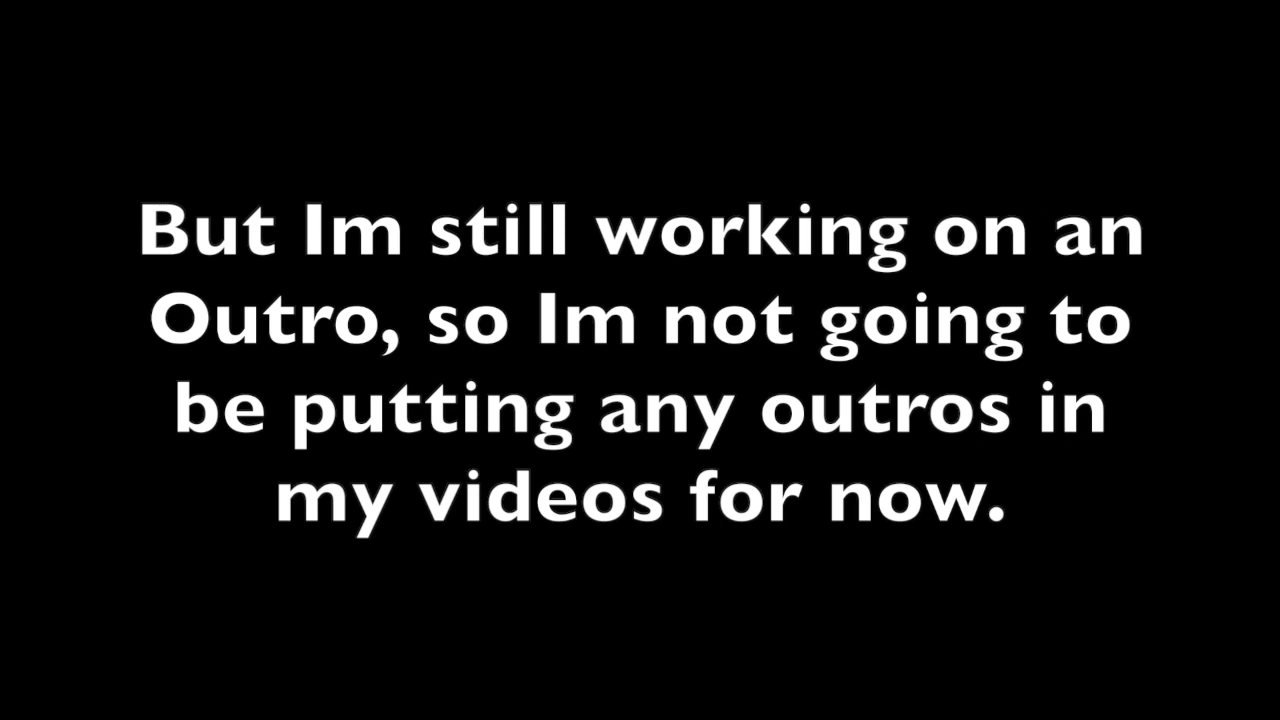 But Im still working on an
Outro, so Im not going to
be putting any outros in
my videos for now.